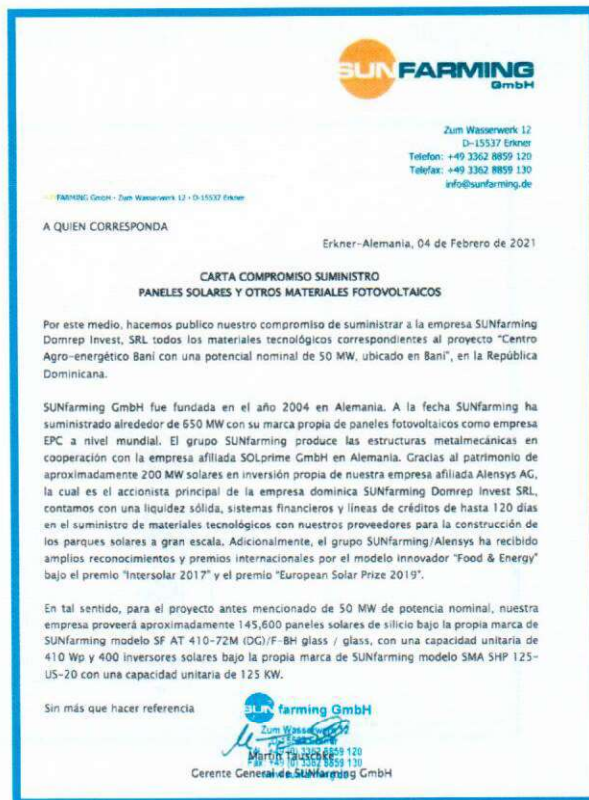 SUNFARMING
GmbH
Zum Wasserwerk 12
D-15537 Erkner
Telefon: +49 3362 8859 120
Telefax: +49 3362 8859 130
info@sunfarming.de
SUNFARMING GmbH · Zum Wasserwerk 12 · D-15537 Erkner
A QUIEN CORRESPONDA
Erkner-Alemania, 04 de Febrero de 2021
CARTA COMPROMISO SUMINISTRO
PANELES SOLARES Y OTROS MATERIALES FOTOVOLTAICOS
Por este medio, hacemos publico nuestro compromiso de suministrar a la empresa SUNfarming
Domrep Invest, SRL todos los materiales tecnológicos correspondientes al proyecto "Centro
Agro-energético Baní con una potencial nominal de 50 MW, ubicado en Baní", en la República
Dominicana.
SUNfarming GmbH fue fundada en el año 2004 en Alemania. A la fecha SUNfarming ha
suministrado alrededor de 650 MW con su marca propia de paneles fotovoltaicos como empresa
EPC a nivel mundial. El grupo SUNfarming produce las estructuras metalmecánicas en
cooperación con la empresa afiliada SOLprime GmbH en Alemania. Gracias al patrimonio de
aproximadamente 200 MW solares en inversión propia de nuestra empresa afiliada Alensys AG,
la cual es el accionista principal de la empresa dominica SUNfarming Domrep Invest SRL,
contamos con una liquidez sólida, sistemas financieros y líneas de créditos de hasta 120 días
en el suministro de materiales tecnológicos con nuestros proveedores para la construcción de
los parques solares a gran escala. Adicionalmente, el grupo SUNfarming/Alensys ha recibido
amplios reconocimientos y premios internacionales por el modelo innovador "Food & Energy"
bajo el premio "Intersolar 2017" y el premio "European Solar Prize 2019".
En tal sentido, para el proyecto antes mencionado de 50 MW de potencia nominal, nuestra
empresa proveerá aproximadamente 145,600 paneles solares de silicio bajo la propia marca de
SUNfarming modelo SF AT 410-72M (DG)/F-BH glass / glass, con una capacidad unitaria de
410 Wp y 400 inversores solares bajo la propia marca de SUNfarming modelo SMA SHP 125-
US-20 con una capacidad unitaria de 125 KW.
Sin más que hacer referencia
SUN farming GmbH
Zum Wasserwerk
3362 8859 120
Fax +49 (0) 3362 8859 130
Martin Tauschke
Gerente General de SUNfarming GmbH